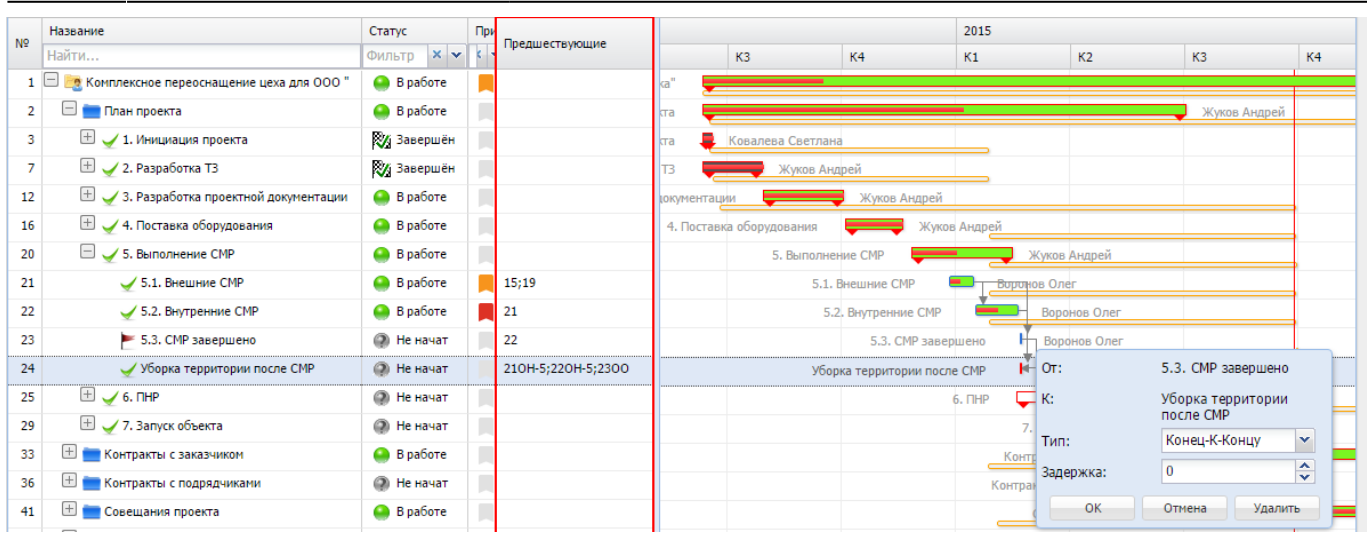 № Название Статус При Предшествующие 2015
Найти... Фильтр К3 К4 К1 К2 К3 К4
1 Комплексное переоснащение цеха для ООО " В работе ка"
2 План проекта В работе кта Жуков Андрей
3 1. Инициация проекта Завершён кта Ковалева Светлана
7 2. Разработка ТЗ Завершён ТЗ Жуков Андрей
12 3. Разработка проектной документации В работе документации Жуков Андрей
16 4. Поставка оборудования В работе 4. Поставка оборудования Жуков Андрей
20 5. Выполнение СМР В работе 5. Выполнение СМР Жуков Андрей
21 5.1. Внешние СМР В работе 15;19 5.1. Внешние СМР Воронов Олег
22 5.2. Внутренние СМР В работе 21 5.2. Внутренние СМР Воронов Олег
23 5.3. СМР завершено Не начат 22 5.3. СМР завершено Воронов Олег
24 Уборка территории после СМР Не начат 21ОН-5;22ОН-5;23ОО Уборка территории после СМР
От: 5.3. СМР завершено
25 6. ПНР Не начат 6. ПНР
К: Уборка территории
после СМР
29 7. Запуск объекта Не начат 7.
Тип: Конец-К-Концу
33 Контракты с заказчиком В работе Контр
Задержка: 0
36 Контракты с подрядчиками Не начат Контрак
41 Совещания проекта В работе
ОК Отмена Удалить